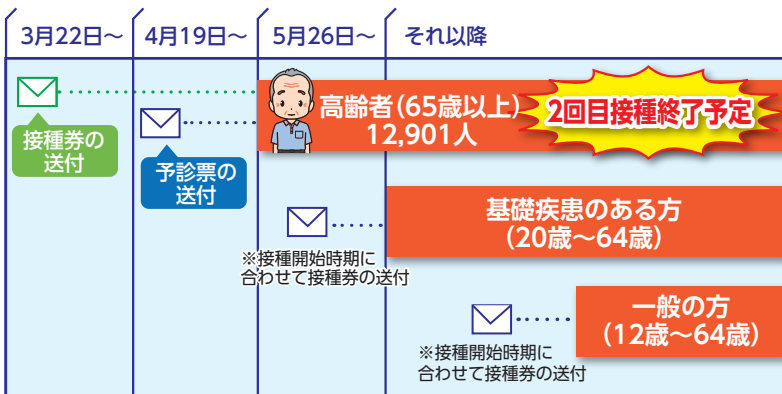 3月22日～ 4月19日～ 5月26日～ それ以降
接種券の
送付
予診票の
送付
高齢者(65歳以上)
12,901人
2回目接種終了予定
基礎疾患のある方
(20歳～64歳)
※接種開始時期に
合わせて接種券の送付
一般の方
(12歳～64歳)
※接種開始時期に
合わせて接種券の送付